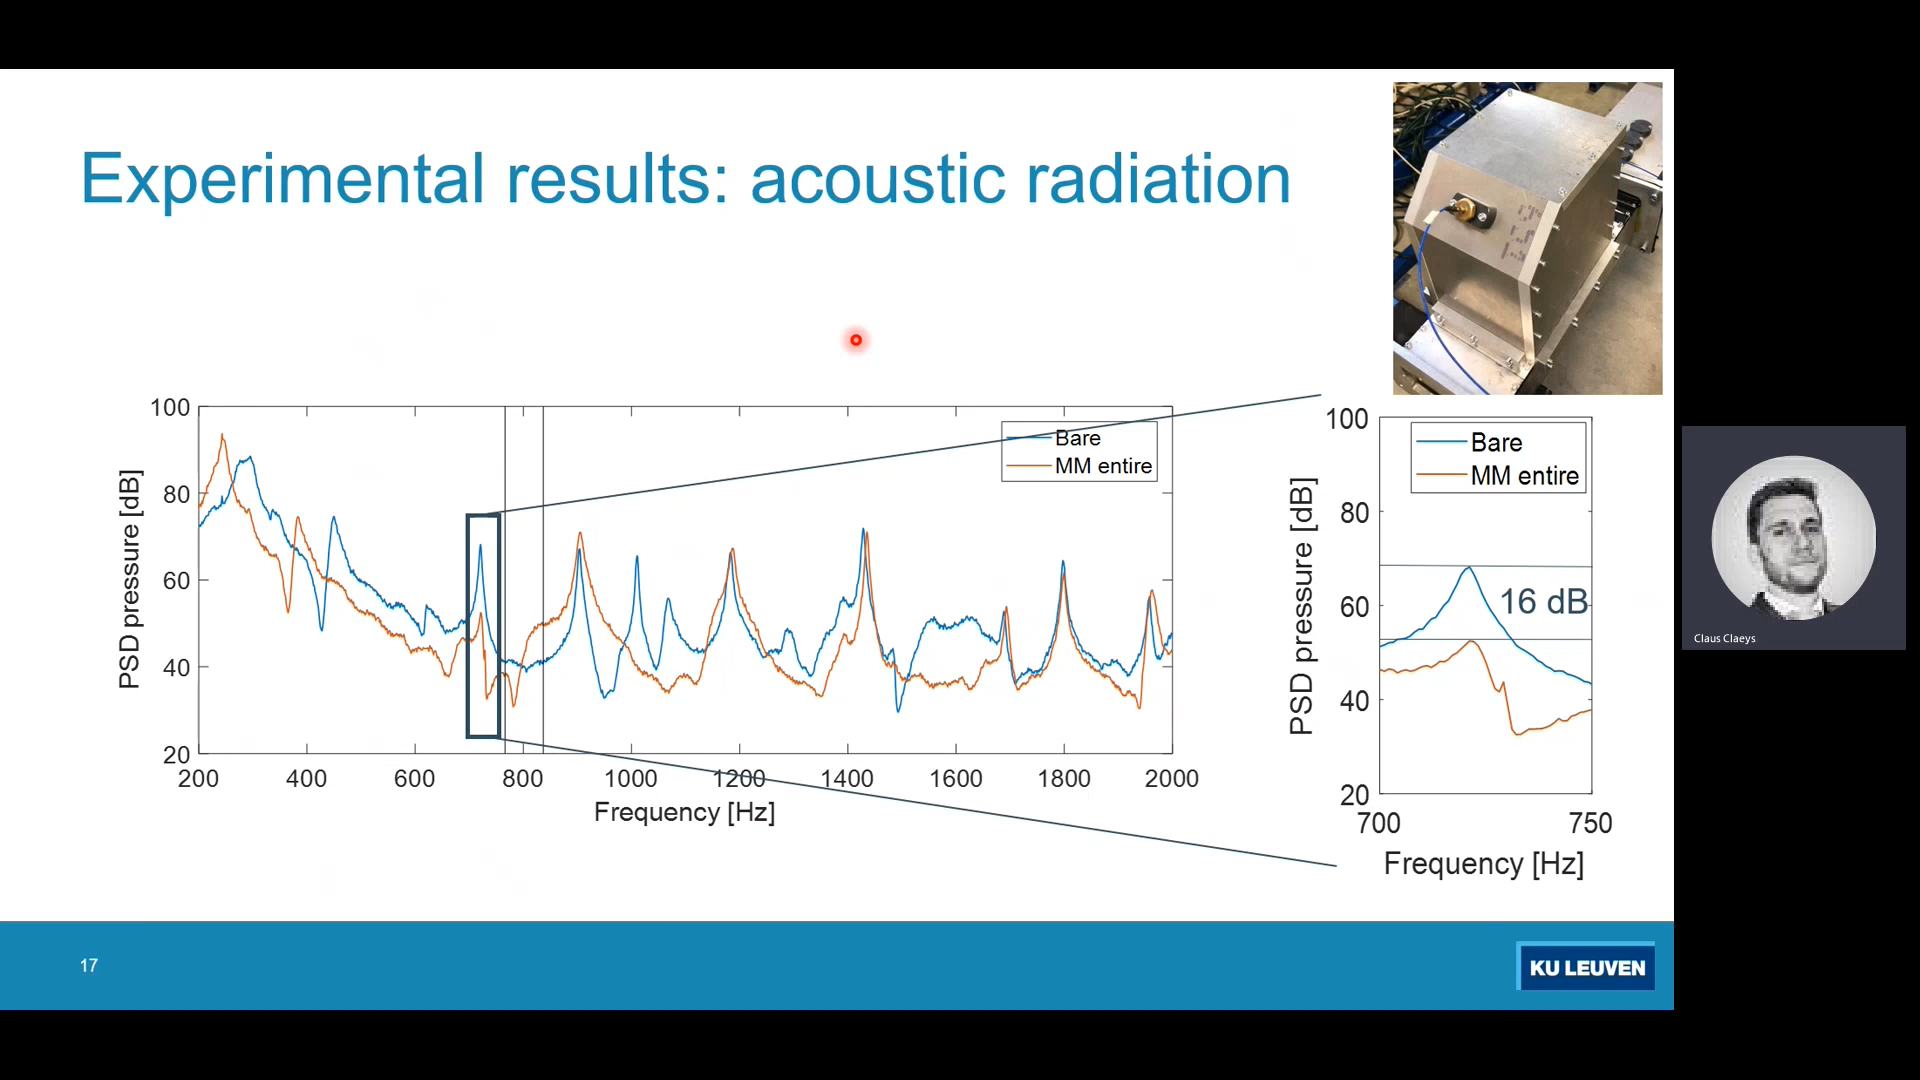 Experimental results: acoustic radiation
PSD pressure [dB]
100
80
60
40
20
200 400 600 800 1000 1200 1400 1600 1800 2000
Frequency [Hz]
Bare
MM entire
PSD pressure [dB]
100
80
60
40
20
700 750
Frequency [Hz]
Bare
MM entire
16 dB
Claus Claeys
17
KU LEUVEN